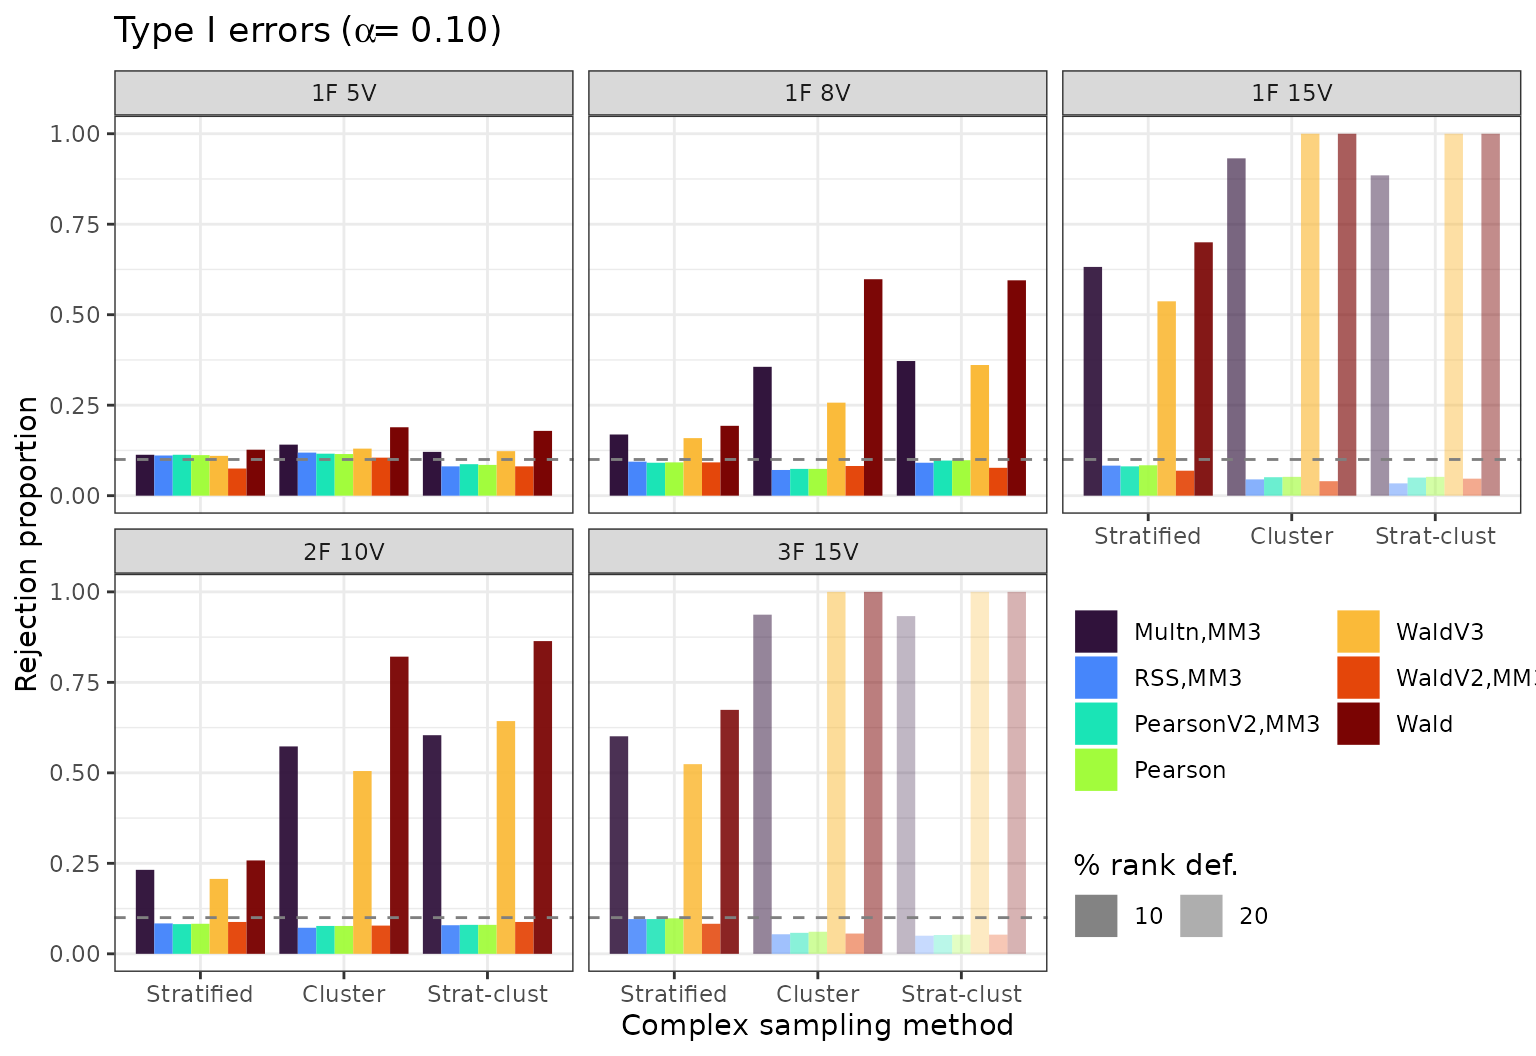 Type I errors (α= 0.10)
1F 5V
1F 8V
1F 15V
1.00
0.75
0.50
0.25
0.00
Stratified
Cluster
Strat-clust
2F 10V
3F 15V
1.00
0.75
0.50
0.25
0.00
Stratified
Cluster
Strat-clust
Stratified
Cluster
Strat-clust
Rejection proportion
Complex sampling method
Multn,MM3
RSS,MM3
PearsonV2,MM3
Pearson
WaldV3
WaldV2,MM3
Wald
% rank def.
10
20